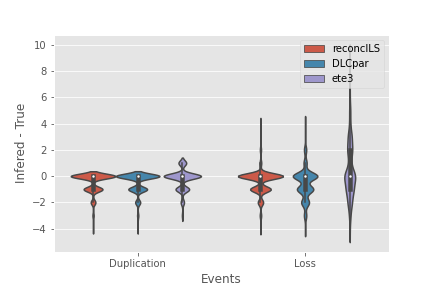 10
8
6
4
2
0
−2
−4
Infered - True
reconcILS
DLCpar
ete3
Duplication
Loss
Events